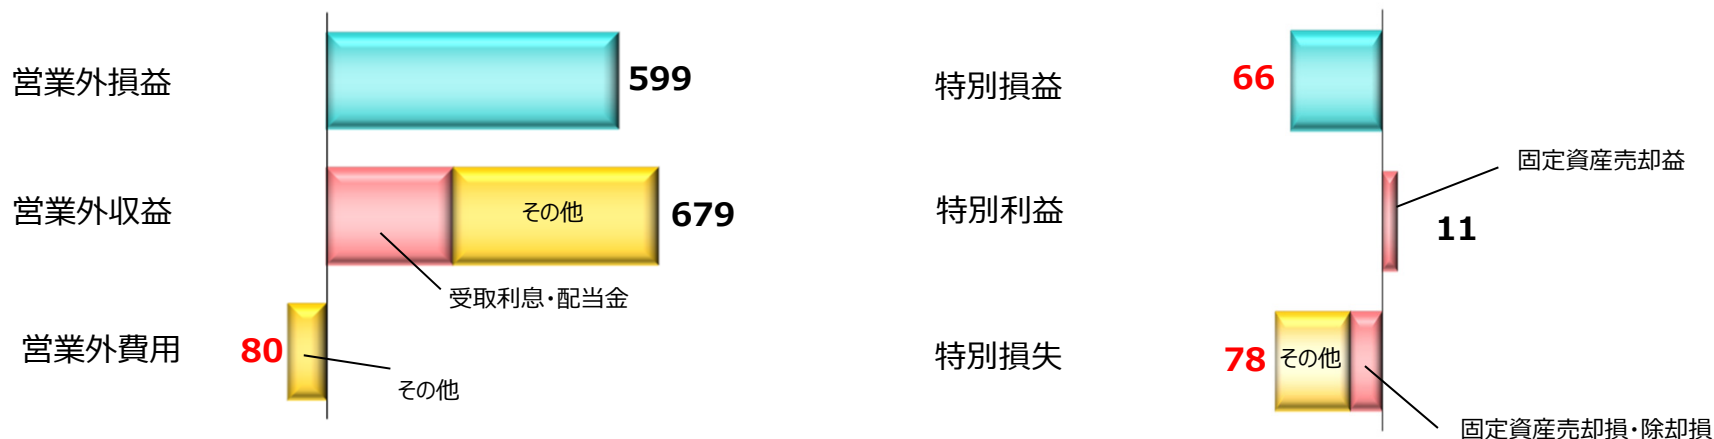 営業外損益
599
営業外収益
その他
679
受取利息・配当金
営業外費用
80
その他
特別損益
66
固定資産売却益
特別利益
11
特別損失
78
その他
固定資産売却損・除却損